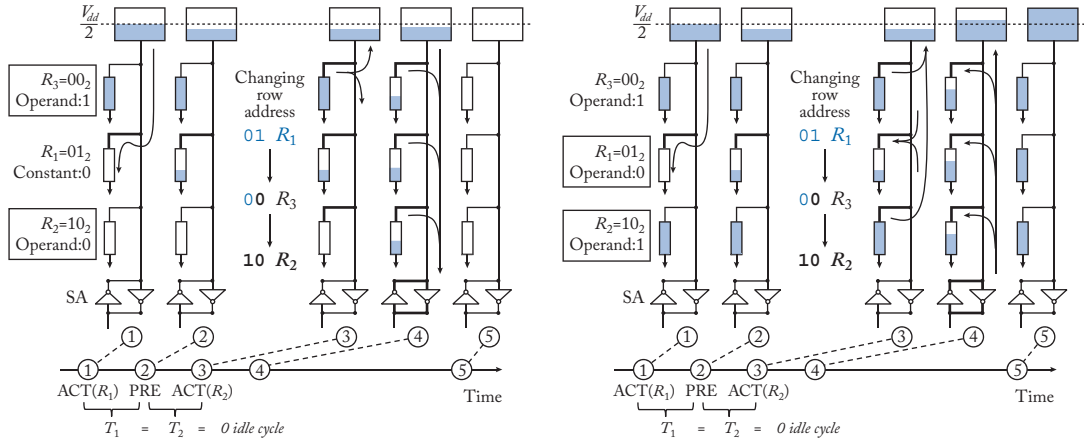 V_dd
2
R3=00₂
Operand:1
R1=01₂
Constant:0
R2=10₂
Operand:0
SA
Changing
row
address
01 R1
00 R3
10 R2
① ② ③ ④ ⑤
① ② ③ ④ ⑤
ACT(R1) PRE ACT(R2)
Time
T1 = T2 = 0 idle cycle
V_dd
2
R3=00₂
Operand:1
R1=01₂
Operand:0
R2=10₂
Operand:1
SA
Changing
row
address
01 R1
00 R3
10 R2
① ② ③ ④ ⑤
① ② ③ ④ ⑤
ACT(R1) PRE ACT(R2)
Time
T1 = T2 = 0 idle cycle